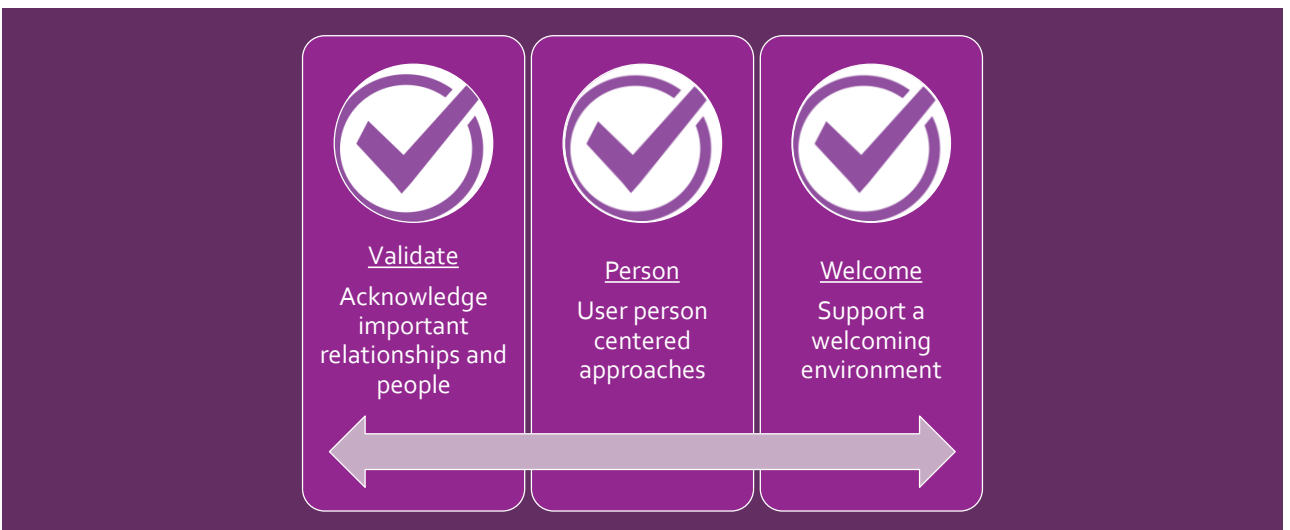 Validate
Acknowledge
important
relationships and
people
Person
User person
centered
approaches
Welcome
Support a
welcoming
environment